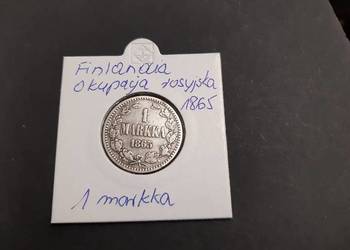 Finlandia
okupacja rosyjska
1865
1
MARKKA
1865
1 markka